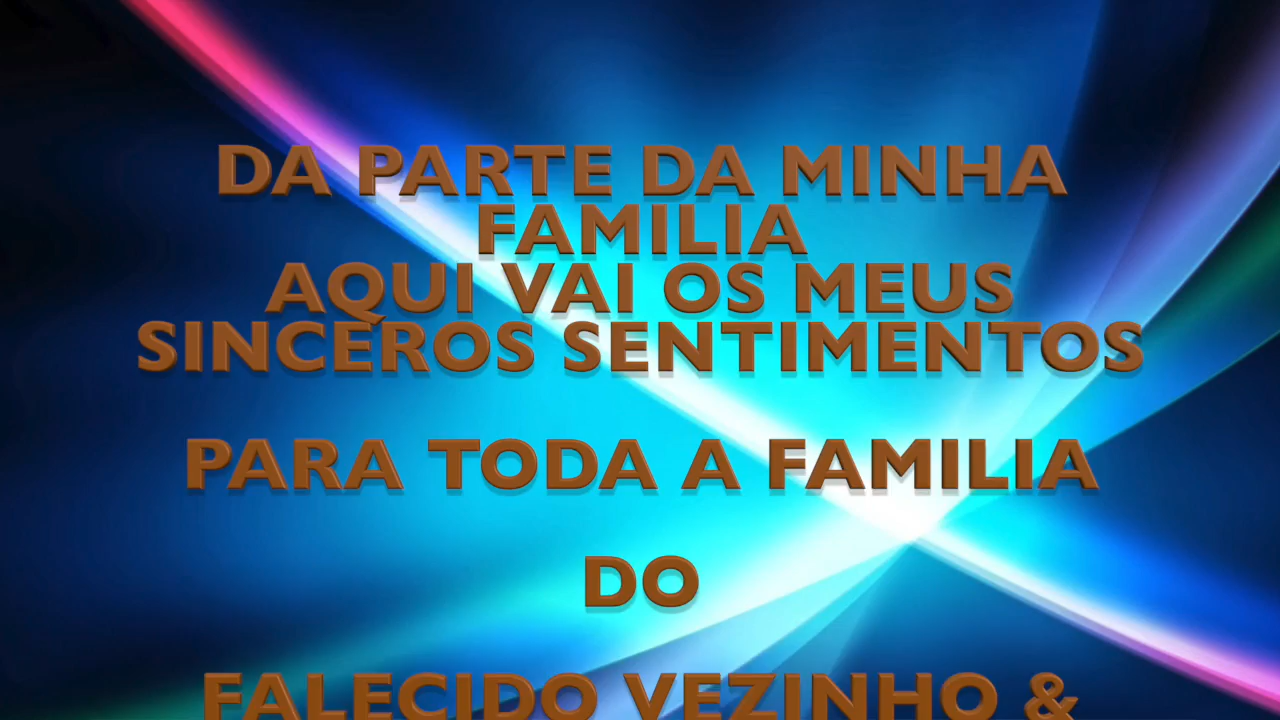 DA PARTE DA MINHA
FAMILIA
AQUI VAI OS MEUS
SINCEROS SENTIMENTOS
PARA TODA A FAMILIA
DO
FALECIDO VEZINHO &